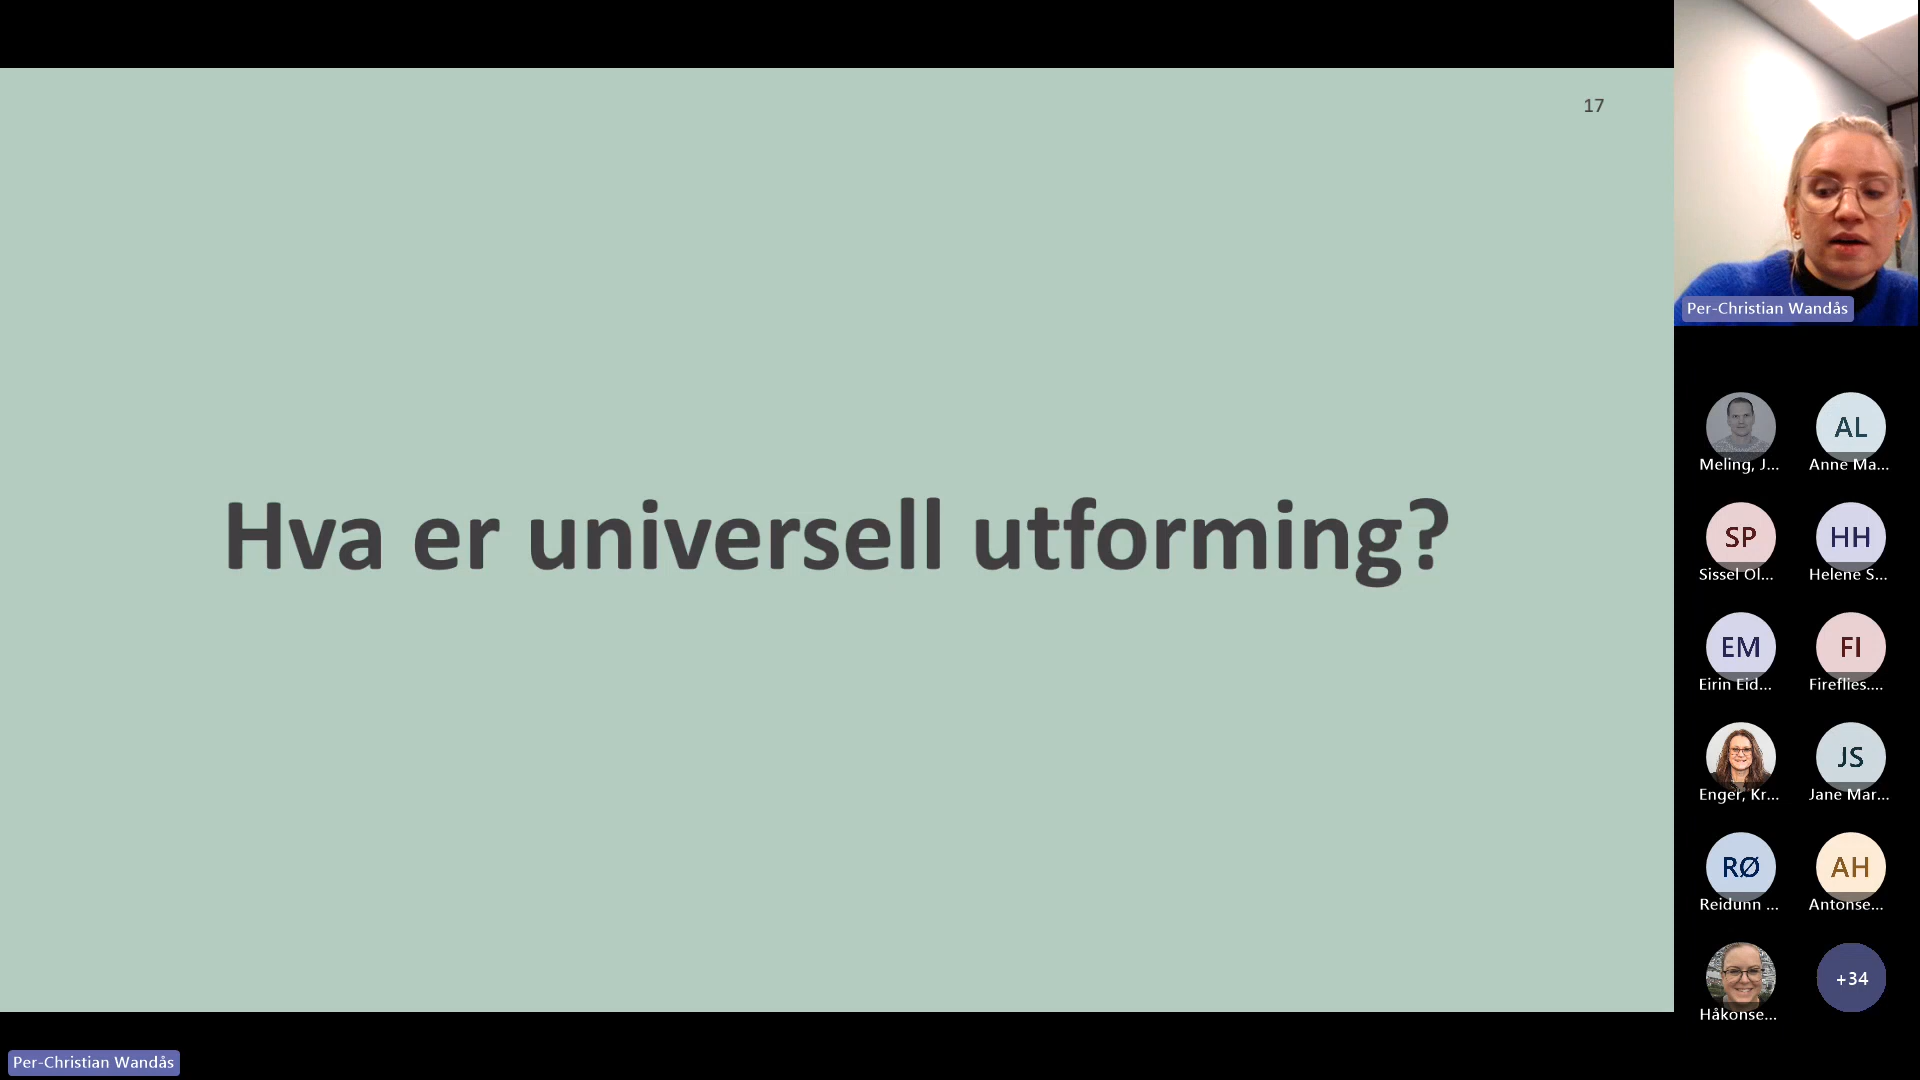 17
Hva er universell utforming?
Per-Christian Wandås
Meling, J...
AL
Anne Ma...
SP
Sissel Ol...
HH
Helene S...
EM
Eirin Eid...
FI
Fireflies....
Enger, Kr...
JS
Jane Mar...
RØ
Reidunn ...
AH
Antonse...
Håkonse...
+34
Per-Christian Wandås